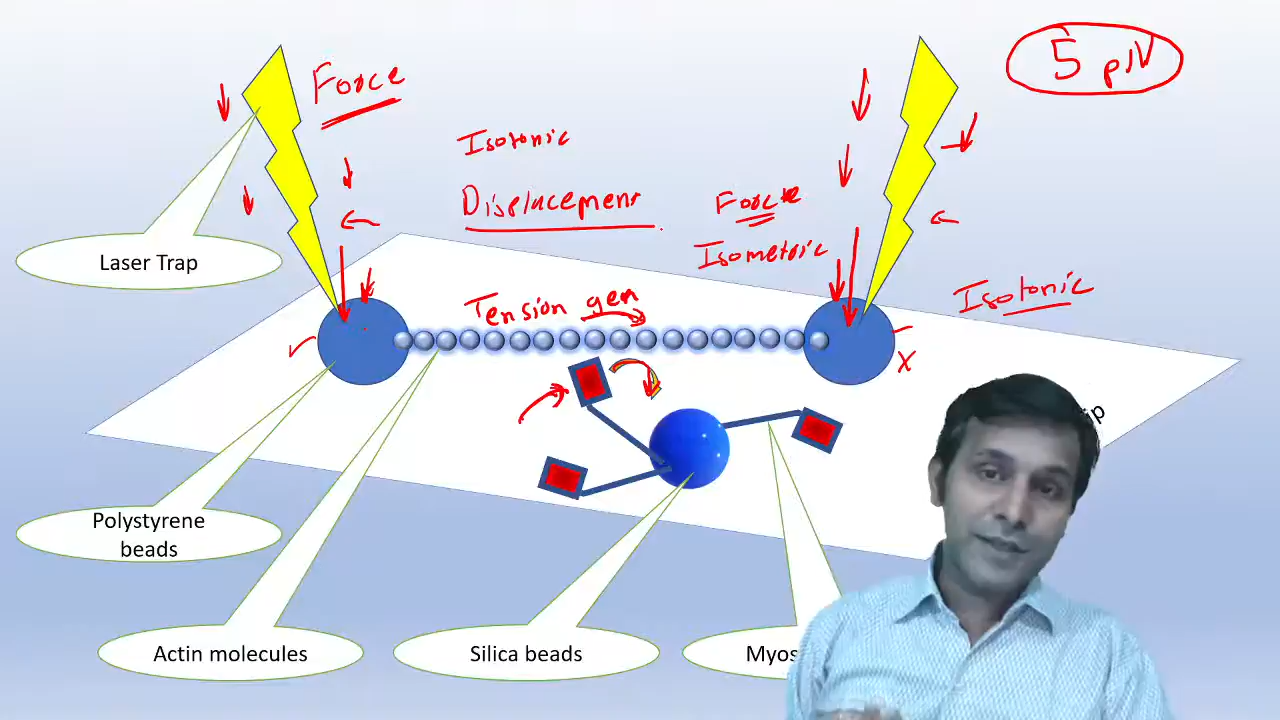 5 pN
Force
Isotonic
Displacement
Force
Isometric
Laser Trap
Isotonic
Tension gen
Polystyrene
beads
Actin molecules
Silica beads